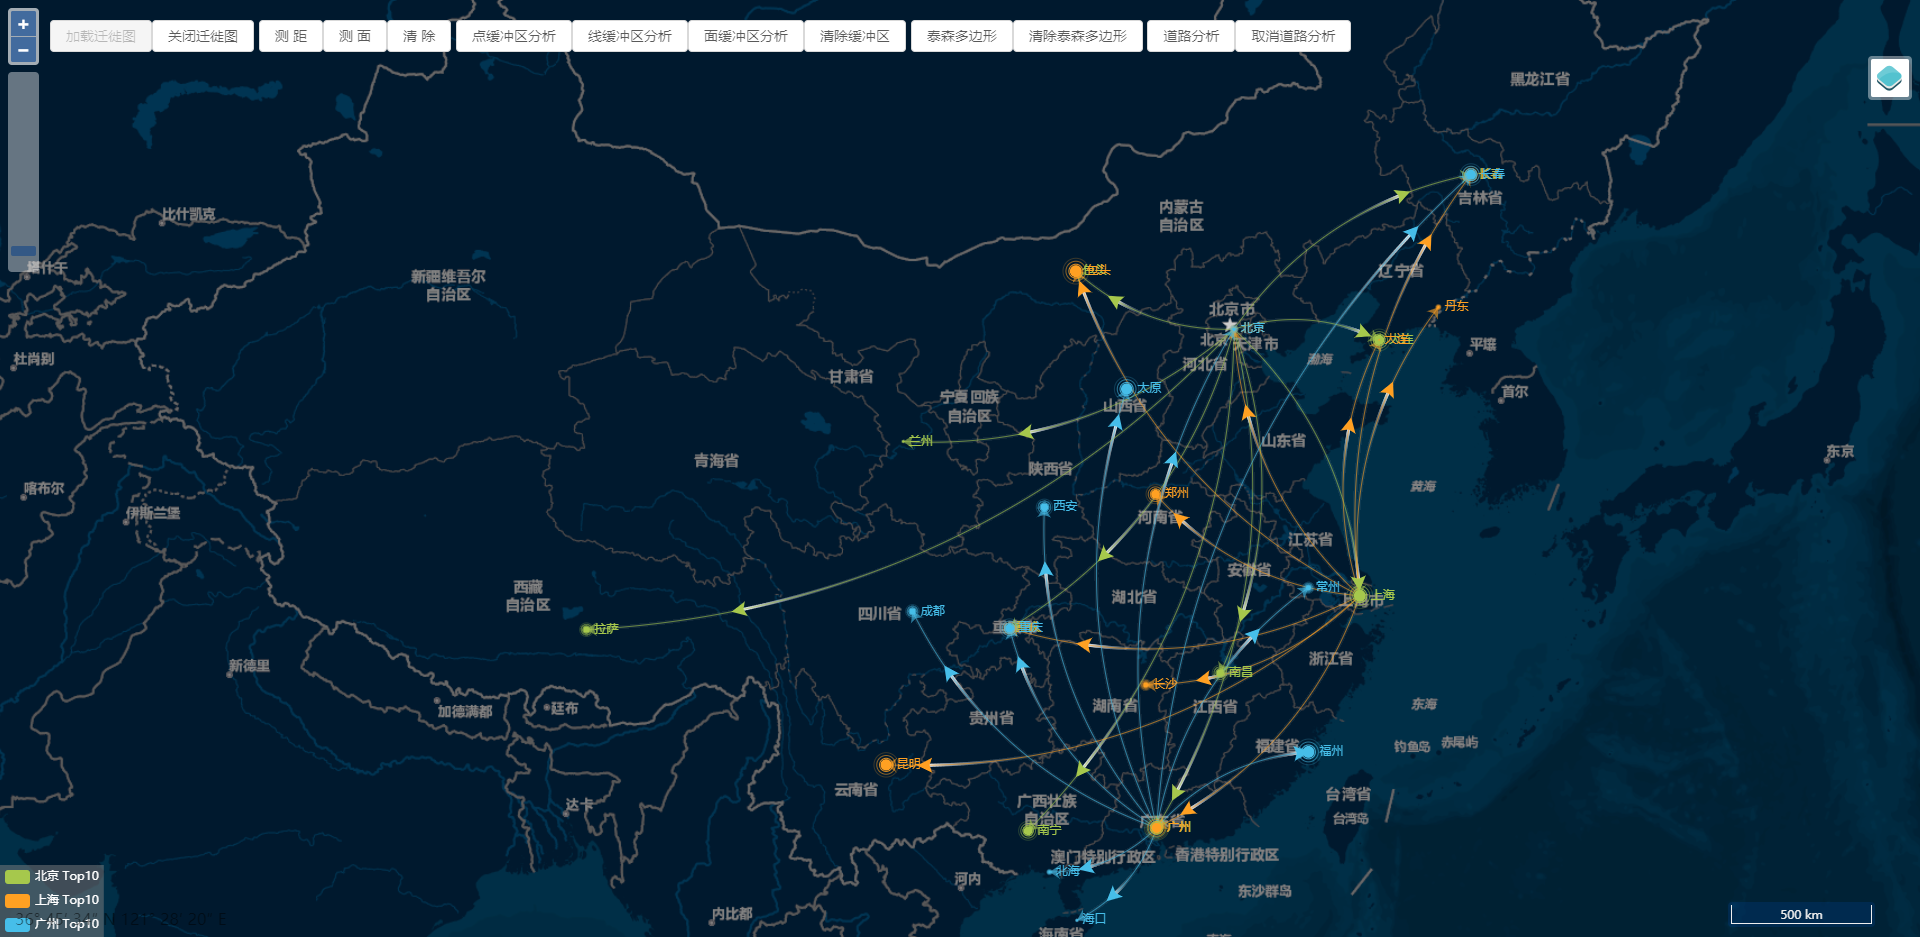 +
−
加载迁徙图
关闭迁徙图
测 距
测 面
清 除
点缓冲区分析
线缓冲区分析
面缓冲区分析
清除缓冲区
泰森多边形
清除泰森多边形
道路分析
取消道路分析
黑龙江省
长春
吉林省
内蒙古
自治区
比什凯克
塔什干
新疆维吾尔
自治区
包头
辽宁省
丹东
北京市
北京
天津市
大连
平壤
河北省
渤海
杜尚别
甘肃省
太原
山西省
宁夏回族
自治区
首尔
兰州
山东省
东京
青海省
陕西省
喀布尔
郑州
黄海
西安
伊斯兰堡
河南省
江苏省
安徽省
西藏
自治区
常州
上海
上海市
湖北省
四川省
成都
拉萨
新德里
浙江省
南昌
长沙
加德满都
廷布
贵州省
湖南省
江西省
东海
福建省
福州
钓鱼岛
赤尾屿
昆明
云南省
台湾省
台湾岛
达卡
广西壮族
自治区
南宁
广州
澳门特别行政区
香港特别行政区
北海
河内
东沙群岛
内比都
海口
海南省
北京 Top10
上海 Top10
广州 Top10
500 km